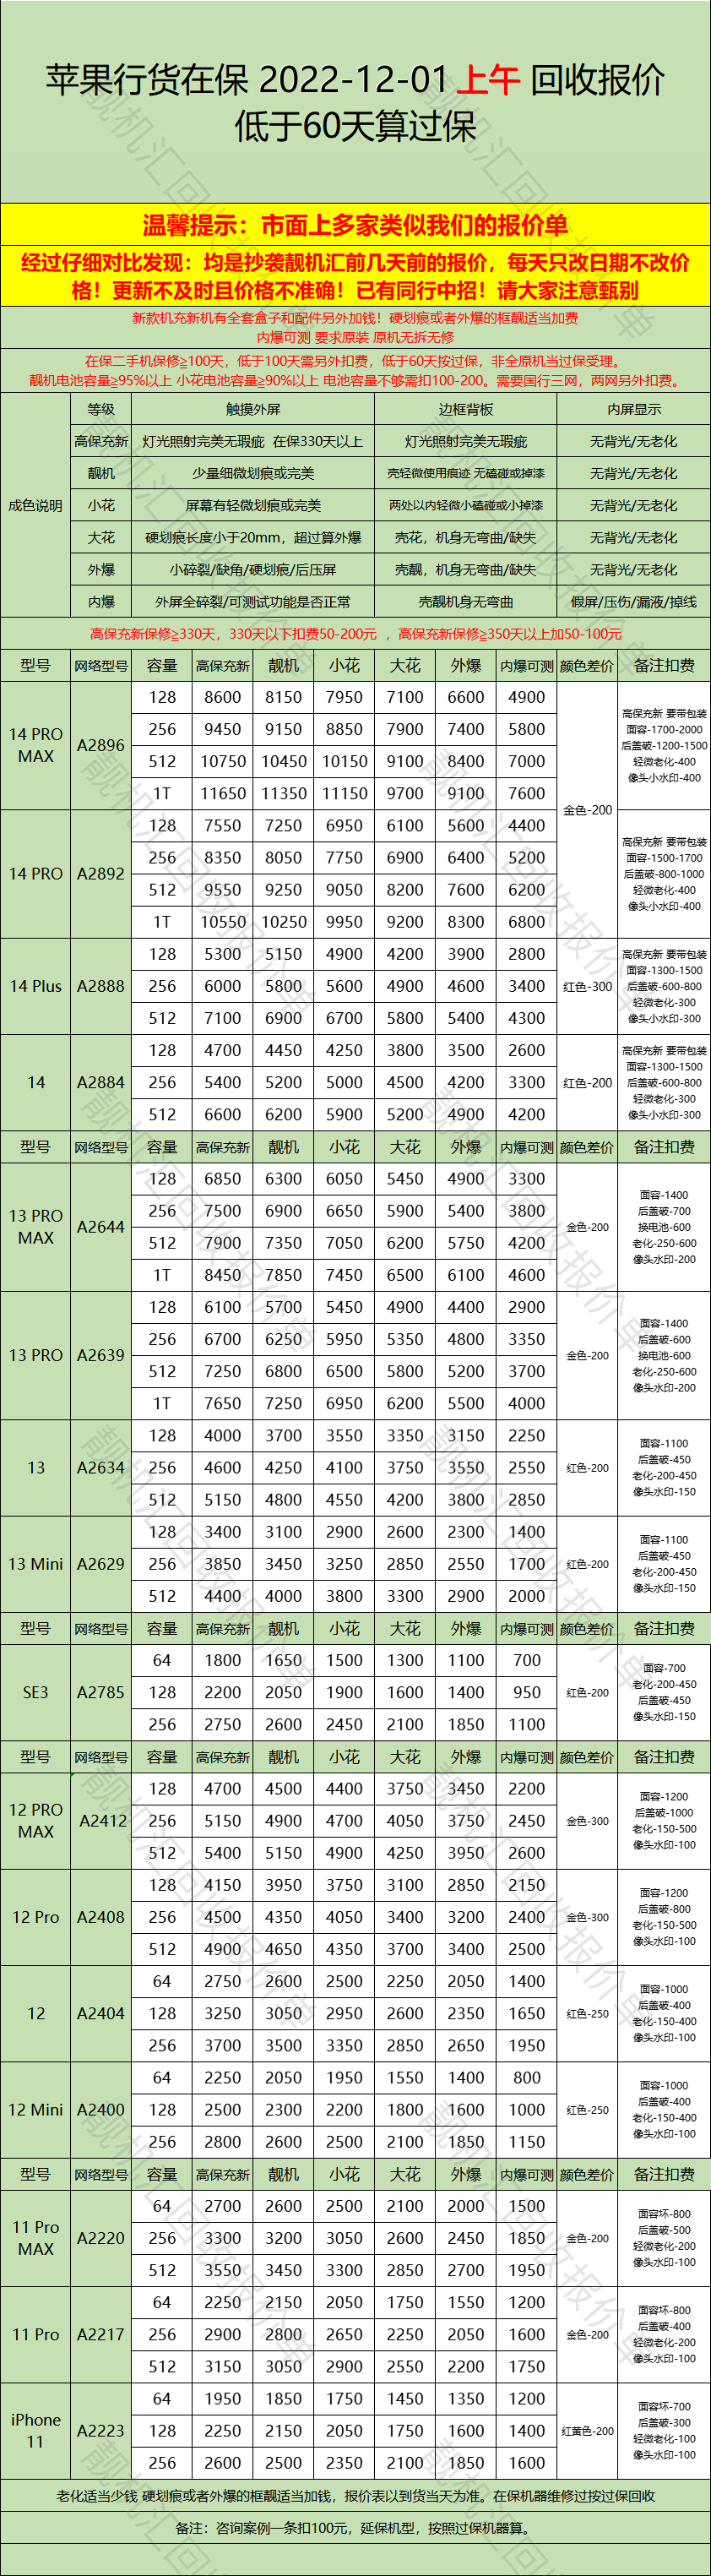 苹果行货在保 2022-12-01 上午 回收报价
低于60天算过保
温馨提示：市面上多家类似我们的报价单
经过仔细对比发现：均是抄袭靓机汇前几天前的报价，每天只改日期不改价
格！更新不及时且价格不准确！已有同行中招！请大家注意甄别
新款机充新机有全套盒子和配件另外加钱！硬划痕或者外爆的框靓适当加费
内爆可测 要求原装 原机无拆无修
在保二手机保修≧100天，低于100天需另外扣费，低于60天按过保，非全原机当过保受理。
靓机电池容量≧95%以上 小花电池容量≧90%以上 电池容量不够需扣100-200。需要国行三网，两网另外扣费。
成色说明 等级 触摸外屏 边框背板 内屏显示
高保充新 灯光照射完美无瑕疵 在保330天以上 灯光照射完美无瑕疵 无背光/无老化
靓机 少量细微划痕或完美 壳轻微使用痕迹 无磕碰或掉漆 无背光/无老化
小花 屏幕有轻微划痕或完美 两处以内轻微小磕碰或小掉漆 无背光/无老化
大花 硬划痕长度小于20mm，超过算外爆 壳花，机身无弯曲/缺失 无背光/无老化
外爆 小碎裂/缺角/硬划痕/后压屏 壳靓，机身无弯曲/缺失 无背光/无老化
内爆 外屏全碎裂/可测试功能是否正常 壳靓机身无弯曲 假屏/压伤/漏液/掉线
高保充新保修≧330天，330天以下扣费50-200元 ，高保充新保修≧350天以上加50-100元
型号 网络型号 容量 高保充新 靓机 小花 大花 外爆 内爆可测 颜色差价 备注扣费
14 PRO
MAX
A2896
128 8600 8150 7950 7100 6600 4900
256 9450 9150 8850 7900 7400 5800
512 10750 10450 10150 9100 8400 7000
1T 11650 11350 11150 9700 9100 7600
金色-200
高保充新 要带包装
面容-1700-2000
后盖破-1200-1500
轻微老化-400
像头小水印-400
14 PRO
A2892
128 7550 7250 6950 6100 5600 4400
256 8350 8050 7750 6900 6400 5200
512 9550 9250 9050 8200 7600 6200
1T 10550 10250 9950 9200 8300 6800
高保充新 要带包装
面容-1500-1700
后盖破-800-1000
轻微老化-400
像头小水印-400
14 Plus
A2888
128 5300 5150 4900 4200 3900 2800
256 6000 5800 5600 4900 4600 3400
512 7100 6900 6700 5800 5400 4300
红色-300
高保充新 要带包装
面容-1300-1500
后盖破-600-800
轻微老化-300
像头小水印-300
14
A2884
128 4700 4450 4250 3800 3500 2600
256 5400 5200 5000 4500 4200 3300
512 6600 6200 5900 5200 4900 4200
红色-200
高保充新 要带包装
面容-1300-1500
后盖破-600-800
轻微老化-300
像头小水印-300
型号 网络型号 容量 高保充新 靓机 小花 大花 外爆 内爆可测 颜色差价 备注扣费
13 PRO
MAX
A2644
128 6850 6300 6050 5450 4900 3300
256 7500 6900 6650 5900 5400 3800
512 7900 7350 7050 6200 5750 4200
1T 8450 7850 7450 6500 6100 4600
金色-200
面容-1400
后盖破-700
换电池-600
老化-250-600
像头水印-200
13 PRO
A2639
128 6100 5700 5450 4900 4400 2900
256 6700 6250 5950 5350 4800 3350
512 7250 6800 6500 5800 5200 3700
1T 7650 7250 6950 6200 5500 4000
金色-200
面容-1400
后盖破-600
换电池-600
老化-250-600
像头水印-200
13
A2634
128 4000 3700 3550 3350 3150 2250
256 4600 4250 4100 3750 3550 2550
512 5150 4800 4550 4200 3800 2850
红色-200
面容-1100
后盖破-450
老化-200-450
像头水印-150
13 Mini
A2629
128 3400 3100 2900 2600 2300 1400
256 3850 3450 3250 2850 2550 1700
512 4400 4000 3800 3300 2900 2000
红色-200
面容-1100
后盖破-450
老化-200-450
像头水印-150
型号 网络型号 容量 高保充新 靓机 小花 大花 外爆 内爆可测 颜色差价 备注扣费
SE3
A2785
64 1800 1650 1500 1300 1100 700
128 2200 2050 1900 1600 1400 950
256 2750 2600 2450 2100 1850 1100
红色-200
面容-700
老化-200-450
后盖破-450
像头水印-150
型号 网络型号 容量 高保充新 靓机 小花 大花 外爆 内爆可测 颜色差价 备注扣费
12 PRO
MAX
A2412
128 4700 4500 4400 3750 3450 2200
256 5150 4900 4700 4050 3750 2450
512 5400 5150 4900 4250 3950 2600
金色-300
面容-1200
后盖破-1000
老化-150-500
像头水印-100
12 Pro
A2408
128 4150 3950 3750 3100 2850 2150
256 4500 4350 4050 3400 3200 2400
512 4900 4650 4350 3700 3400 2500
金色-300
面容-1200
后盖破-800
老化-150-500
像头水印-100
12
A2404
64 2750 2600 2500 2250 2050 1400
128 3250 3050 2950 2600 2350 1650
256 3700 3500 3350 2850 2650 1950
红色-250
面容-1000
后盖破-400
老化-150-400
像头水印-100
12 Mini
A2400
64 2250 2050 1950 1550 1400 800
128 2500 2300 2200 1800 1600 1000
256 2800 2600 2500 2100 1850 1150
红色-250
面容-1000
后盖破-400
老化-150-400
像头水印-100
型号 网络型号 容量 高保充新 靓机 小花 大花 外爆 内爆可测 颜色差价 备注扣费
11 Pro
MAX
A2220
64 2700 2600 2500 2100 2000 1500
256 3300 3200 3050 2600 2450 1850
512 3550 3450 3300 2850 2700 1950
金色-200
面容坏-800
后盖破-500
轻微老化-200
像头水印-100
11 Pro
A2217
64 2250 2150 2050 1750 1550 1200
256 2900 2800 2650 2250 2050 1600
512 3150 3050 2900 2550 2200 1750
金色-200
面容坏-800
后盖破-400
轻微老化-200
像头水印-100
iPhone
11
A2223
64 1950 1850 1750 1450 1350 1200
128 2250 2150 2050 1750 1600 1400
256 2600 2500 2350 2100 1850 1600
红黄色-200
面容坏-700
后盖破-300
轻微老化-100
像头水印-100
老化适当少钱 硬划痕或者外爆的框靓适当加钱，报价表以到货当天为准。在保机器维修过按过保回收
备注：咨询案例一条扣100元，延保机型，按照过保机器算。
靓机汇回收报价单